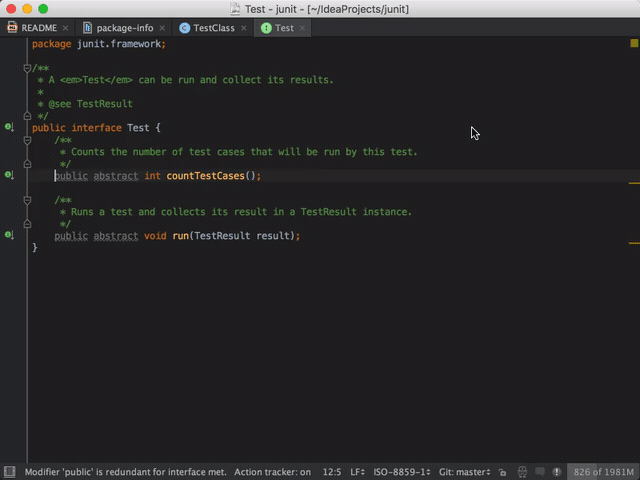 Test - junit - [~/IdeaProjects/junit]
README package-info TestClass Test
package junit.framework;
/**
* A <em>Test</em> can be run and collect its results.
*
* @see TestResult
*/
public interface Test {
/**
* Counts the number of test cases that will be run by this test.
*/
public abstract int countTestCases();
/**
* Runs a test and collects its result in a TestResult instance.
*/
public abstract void run(TestResult result);
}
Modifier 'public' is redundant for interface met. Action tracker: on 12:5 LF ISO-8859-1 Git: master 826 of 1981M